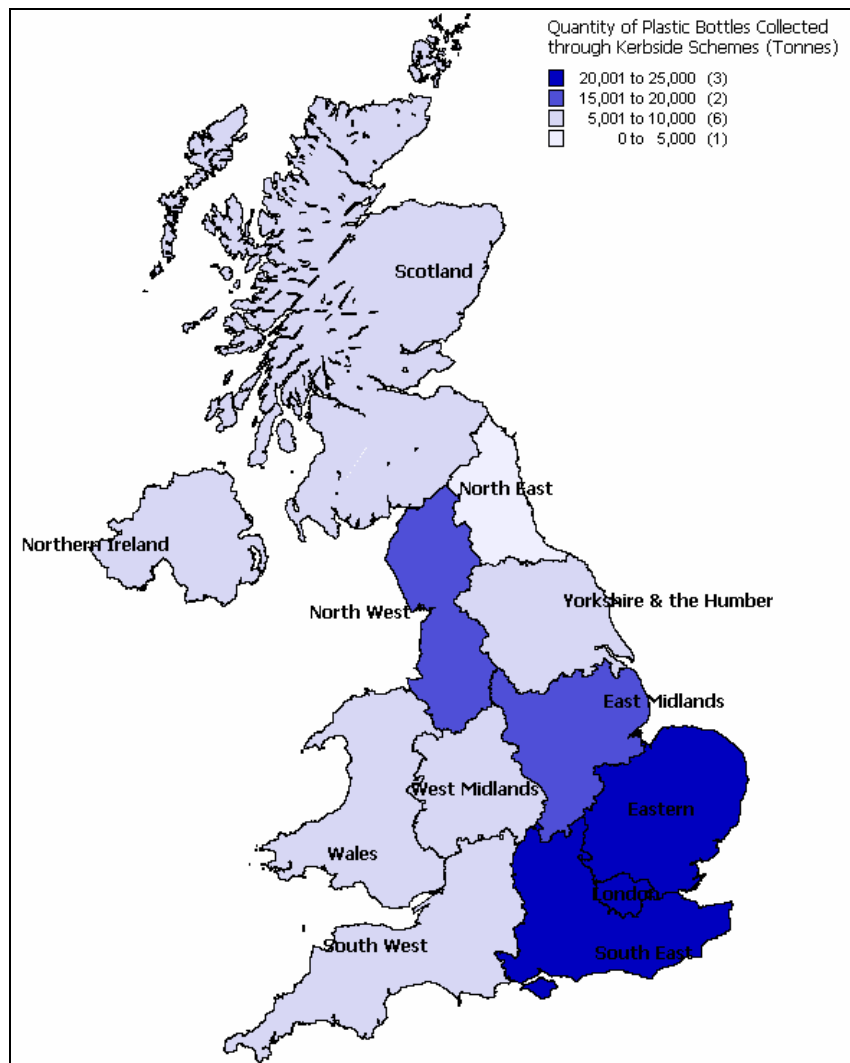 Quantity of Plastic Bottles Collected
through Kerbside Schemes (Tonnes)
20,001 to 25,000 (3)
15,001 to 20,000 (2)
5,001 to 10,000 (6)
0 to 5,000 (1)
Scotland
North East
Northern Ireland
Yorkshire & the Humber
North West
East Midlands
West Midlands
Eastern
Wales
London
South West
South East